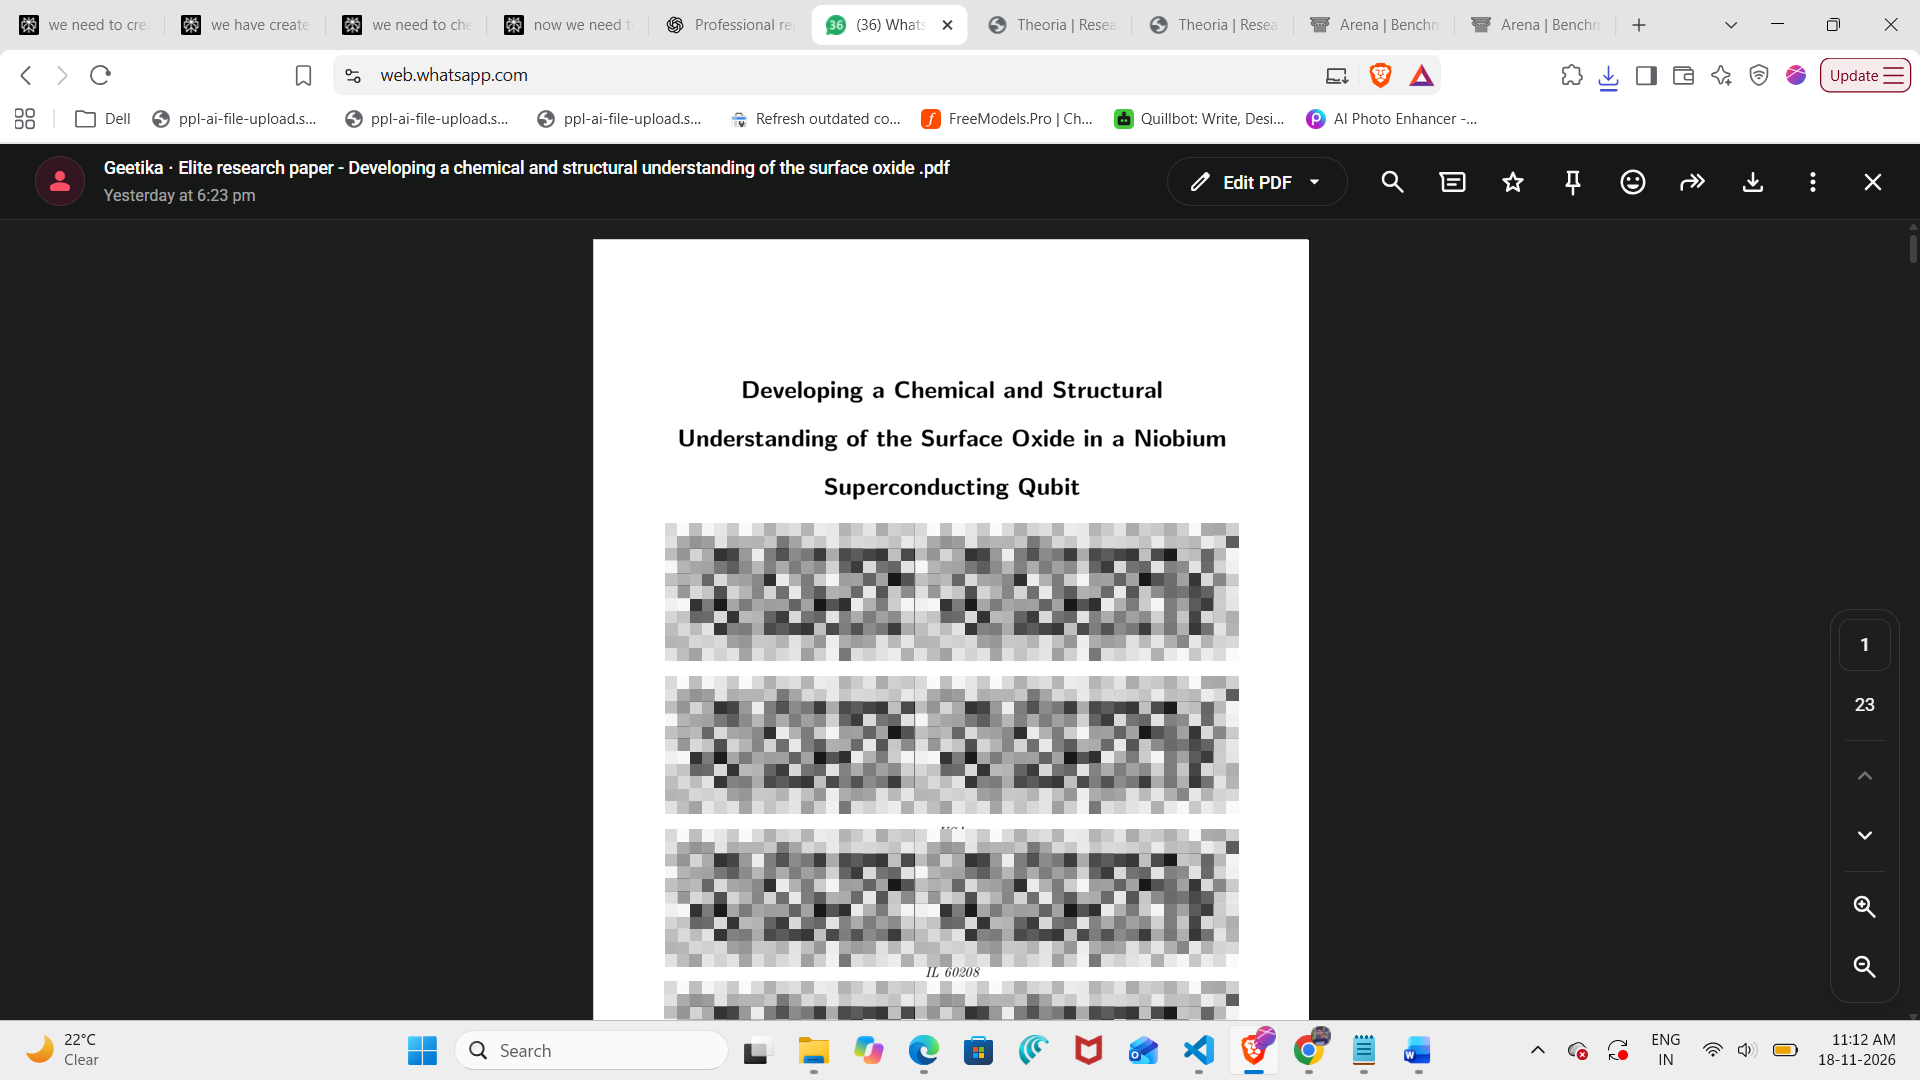 we need to cre
we have create
we need to che
now we need t
Professional re
(36) Whats
Theoria | Resea
Theoria | Resea
Arena | Benchm
Arena | Benchm
web.whatsapp.com
Update
Dell
ppl-ai-file-upload.s...
ppl-ai-file-upload.s...
ppl-ai-file-upload.s...
Refresh outdated co...
FreeModels.Pro | Ch...
Quillbot: Write, Desi...
AI Photo Enhancer -...
Geetika · Elite research paper - Developing a chemical and structural understanding of the surface oxide .pdf
Yesterday at 6:23 pm
Edit PDF
Developing a Chemical and Structural
Understanding of the Surface Oxide in a Niobium
Superconducting Qubit
IL 60208
1
23
22°C
Clear
Search
ENG
IN
11:12 AM
18-11-2026